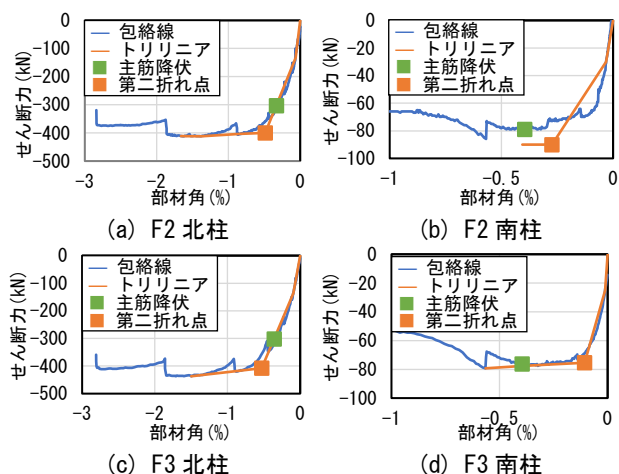 0
-100
-200
-300
-400
-500
せん断力(kN)
包絡線
トリリニア
主筋降伏
第二折れ点
-3
-2
-1
0
部材角(%)
(a) F2 北柱
0
-20
-40
-60
-80
-100
せん断力(kN)
包絡線
トリリニア
主筋降伏
第二折れ点
-1
-0.5
0
部材角(%)
(b) F2 南柱
0
-100
-200
-300
-400
-500
せん断力(kN)
包絡線
トリリニア
主筋降伏
第二折れ点
-3
-2
-1
0
部材角(%)
(c) F3 北柱
0
-20
-40
-60
-80
-100
せん断力(kN)
包絡線
トリリニア
主筋降伏
第二折れ点
-1
-0.5
0
部材角(%)
(d) F3 南柱